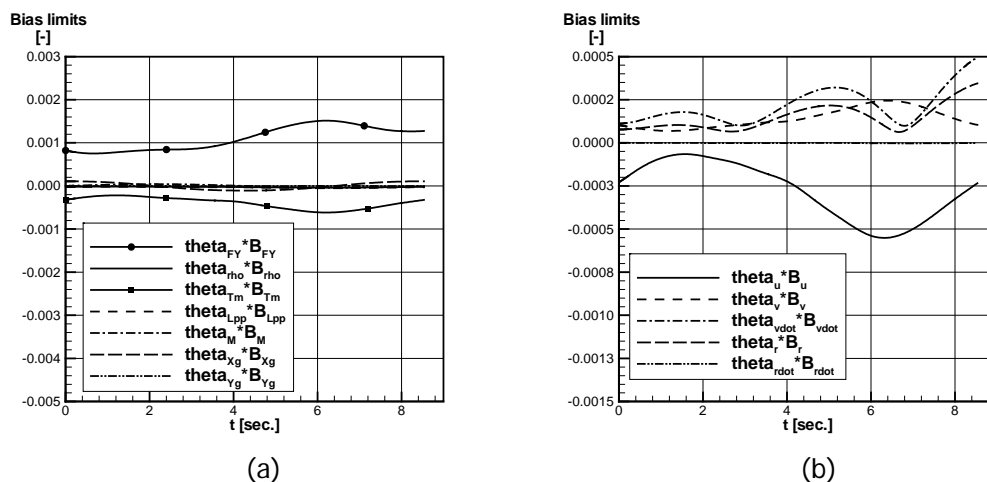 Bias limits
[-]
0.003
0.002
0.001
0.000
-0.001
-0.002
-0.003
-0.004
-0.005
0 2 4 6 8
t [sec.]
theta_FY*B_FY
theta_rho*B_rho
theta_Tm*B_Tm
theta_Lpp*B_Lpp
theta_M*B_M
theta_Xg*B_Xg
theta_Yg*B_Yg
(a)
Bias limits
[-]
0.0005
0.0002
0.0000
-0.0003
-0.0005
-0.0008
-0.0010
-0.0013
-0.0015
0 2 4 6 8
t [sec.]
theta_u*B_u
theta_v*B_v
theta_vdot*B_vdot
theta_r*B_r
theta_rdot*B_rdot
(b)